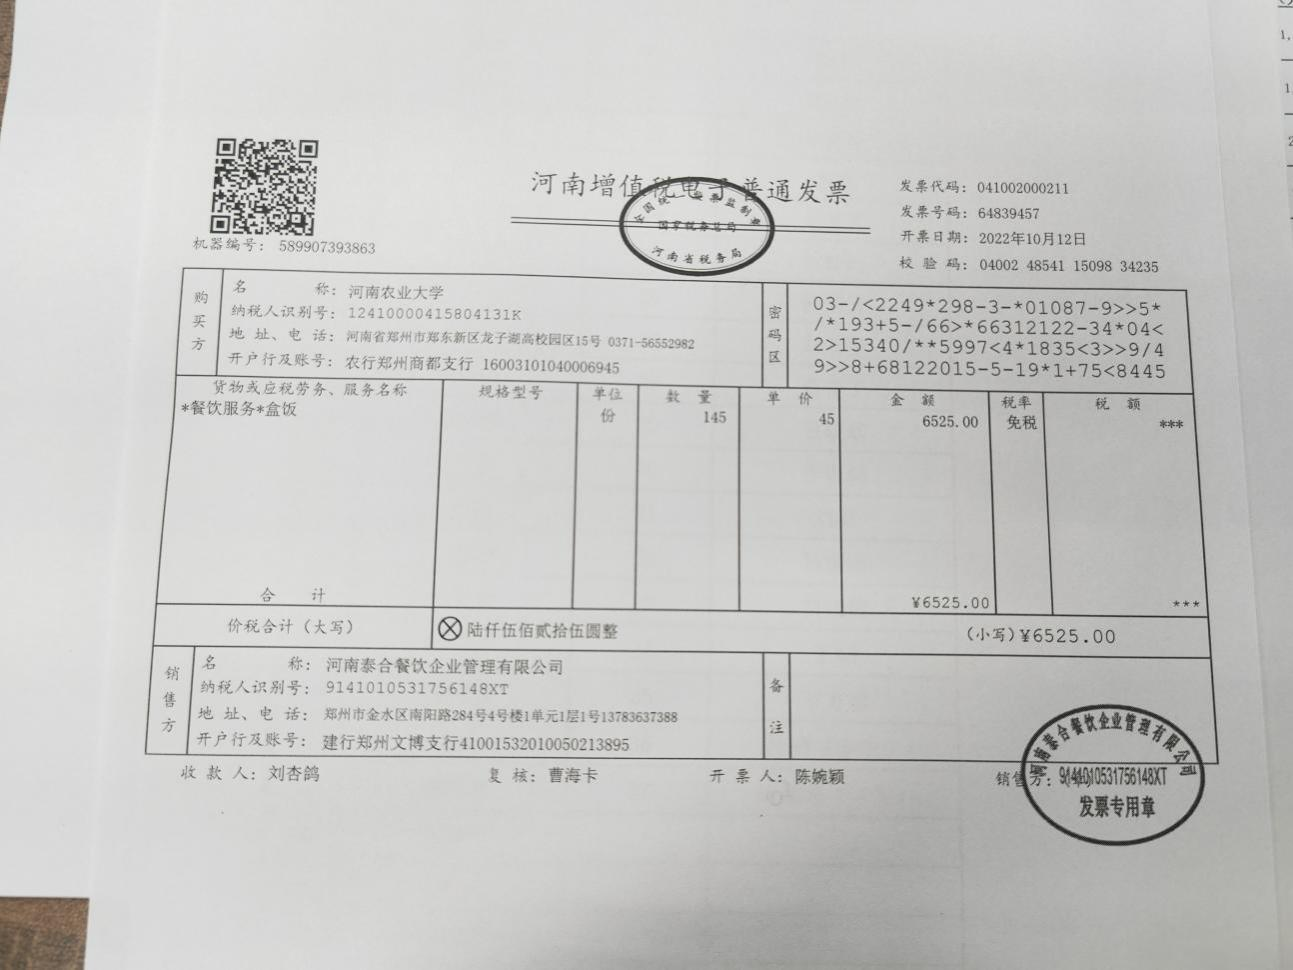 河南增值税电子普通发票
全国统一发票监制章
国家税务总局
河南省税务局
机器编号: 589907393863
发票代码: 041002000211
发票号码: 64839457
开票日期: 2022年10月12日
校 验 码: 04002 48541 15098 34235
购买方
名 称: 河南农业大学
纳税人识别号: 12410000415804131K
地 址、电 话: 河南省郑州市郑东新区龙子湖高校园区15号 0371-56552982
开户行及账号: 农行郑州商都支行 16003101040006945
密码区
03-/<2249*298-3-*01087-9>>5*
/*193+5-/66>*66312122-34*04<
2>15340/**5997<4*1835<3>>9/4
9>>8+68122015-5-19*1+75<8445
货物或应税劳务、服务名称 规格型号 单位 数 量 单 价 金 额 税率 税 额
*餐饮服务*盒饭 份 145 45 6525.00 免税 ***
合 计 ¥6525.00 ***
价税合计（大写） 陆仟伍佰贰拾伍圆整 (小写)¥6525.00
销售方
名 称: 河南泰合餐饮企业管理有限公司
纳税人识别号: 9141010531756148XT
地 址、电 话: 郑州市金水区南阳路284号4号楼1单元1层1号13783637388
开户行及账号: 建行郑州文博支行41001532010050213895
备注
收 款 人: 刘杏鸽 复 核: 曹海卡 开 票 人: 陈婉颖 销售方:
河南泰合餐饮企业管理有限公司
9141010531756148XT
发票专用章